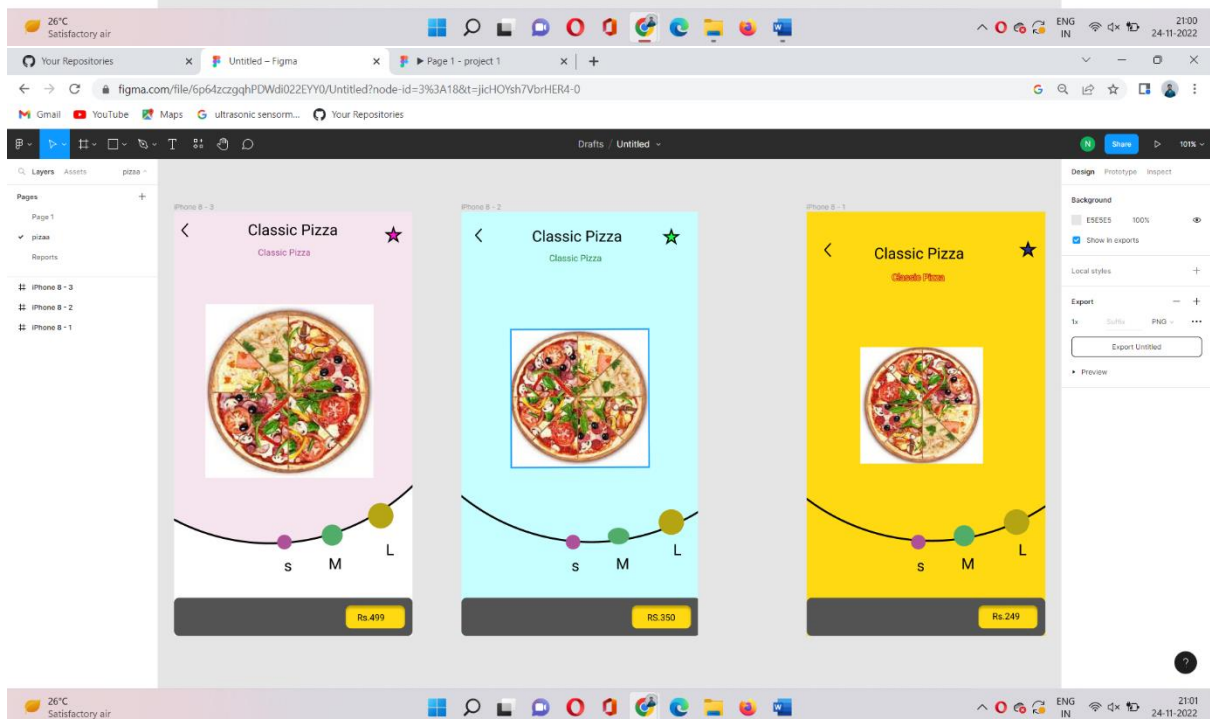 26°C
Satisfactory air
ENG
IN
21:00
24-11-2022
Your Repositories
Untitled – Figma
Page 1 - project 1
figma.com/file/6p64zczgqhPDWdi022EYY0/Untitled?node-id=3%3A18&t=jicHOYsh7VbrHER4-0
Gmail
YouTube
Maps
ultrasonic sensorm...
Your Repositories
Drafts / Untitled
N
Share
101%
Layers
Assets
pizaa
Pages
Page 1
pizaa
Reports
iPhone 8 - 3
iPhone 8 - 2
iPhone 8 - 1
iPhone 8 - 3
Classic Pizza
Classic Pizza
s
M
L
Rs.499
iPhone 8 - 2
Classic Pizza
Classic Pizza
s
M
L
RS.350
iPhone 8 - 1
Classic Pizza
Classic Pizza
s
M
L
Rs.249
Design
Prototype
Inspect
Background
E5E5E5
100%
Show in exports
Local styles
Export
1x
Suffix
PNG
Export Untitled
Preview
?
26°C
Satisfactory air
ENG
IN
21:01
24-11-2022